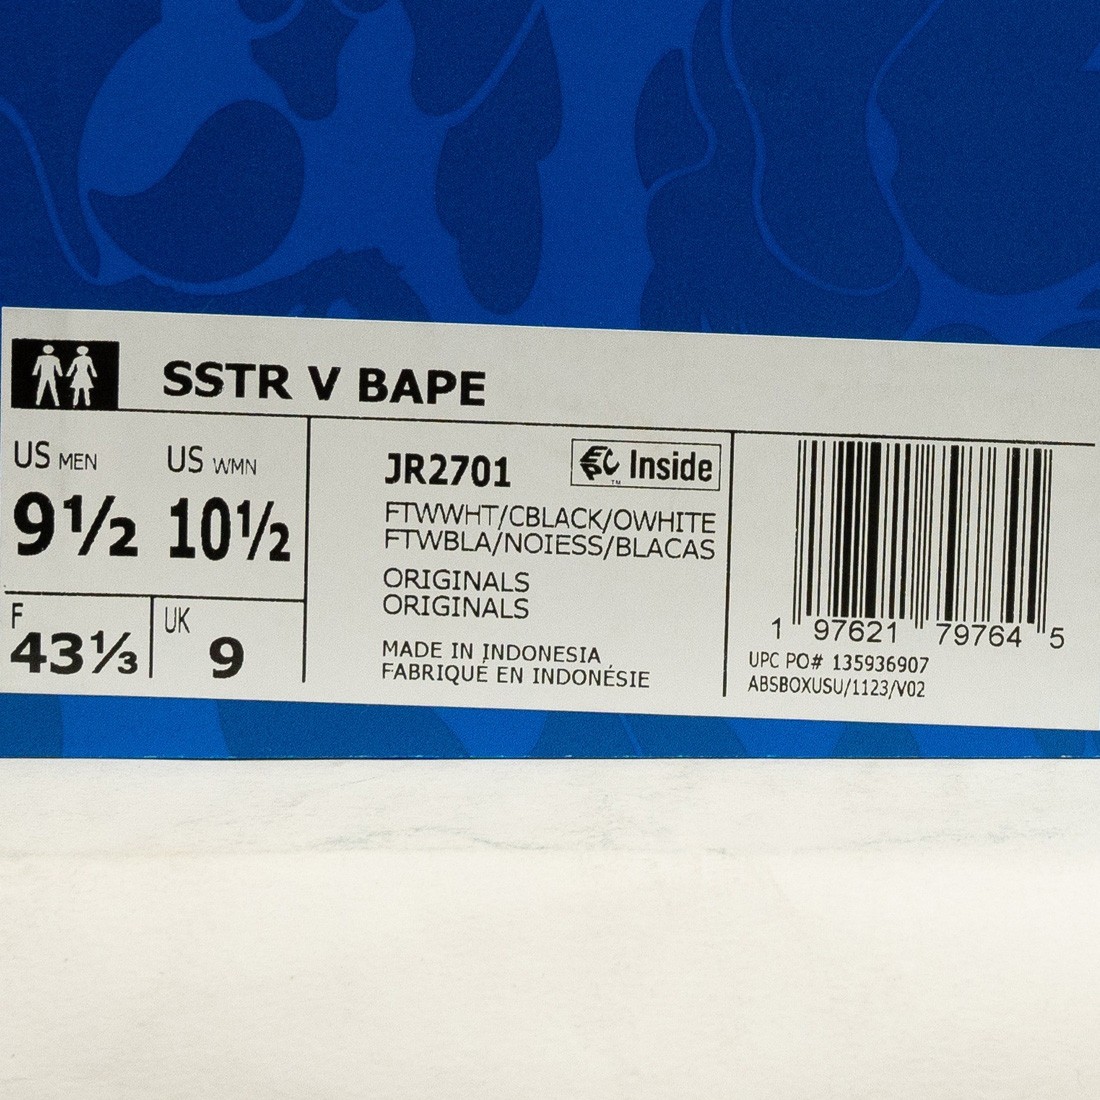 SSTR V BAPE
US MEN
9½
US WMN
10½
F
43⅓
UK
9
JR2701
Inside
TM
FTWWHT/CBLACK/OWHITE
FTWBLA/NOIESS/BLACAS
ORIGINALS
ORIGINALS
MADE IN INDONESIA
FABRIQUÉ EN INDONÉSIE
1 97621 79764 5
UPC PO# 135936907
ABSBOXUSU/1123/V02